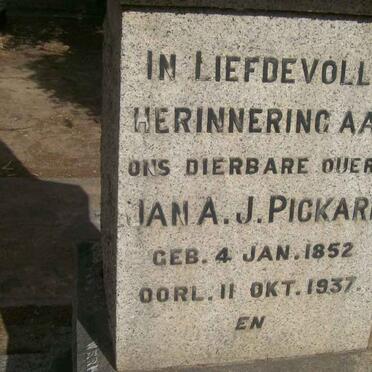 IN LIEFDEVOLL
HERINNERING AA
ONS DIERBARE OUER
JAN A. J. PICKAR
GEB. 4 JAN. 1852
OORL. 11 OKT. 1937.
EN